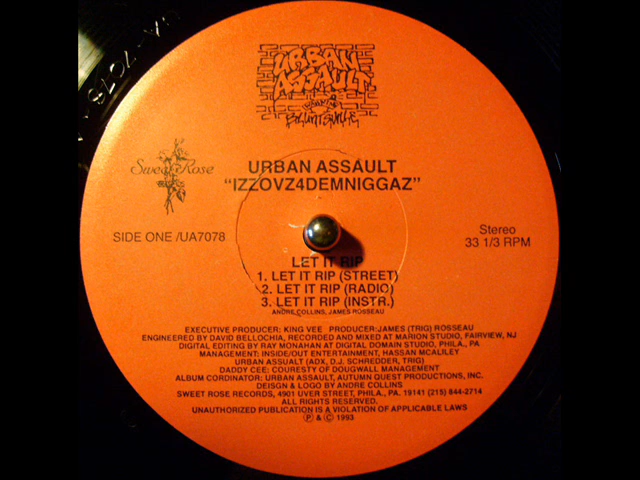 UA-7078
URBAN
ASSAULT
Sweet Rose
URBAN ASSAULT
"IZZOVZ4DEMNIGGAZ"
SIDE ONE /UA7078
Stereo
33 1/3 RPM
LET IT RIP
1. LET IT RIP (STREET)
2. LET IT RIP (RADIO)
3. LET IT RIP (INSTR.)
ANDRE COLLINS, JAMES ROSSEAU
EXECUTIVE PRODUCER: KING VEE PRODUCER:JAMES (TRIG) ROSSEAU
ENGINEERED BY DAVID BELLOCHIA, RECORDED AND MIXED AT MARION STUDIO, FAIRVIEW, NJ
DIGITAL EDITING BY RAY MONAHAN AT DIGITAL DOMAIN STUDIO, PHILA., PA
MANAGEMENT: INSIDE/OUT ENTERTAINMENT, HASSAN MCALILEY
URBAN ASSUALT (ADX, D.J. SCHREDDER, TRIG)
DADDY CEE: COURESTY OF DOUGWALL MANAGEMENT
ALBUM CORDINATOR: URBAN ASSAULT, AUTUMN QUEST PRODUCTIONS, INC.
DEISGN & LOGO BY ANDRE COLLINS
SWEET ROSE RECORDS, 4901 UVER STREET, PHILA., PA. 19141 (215) 844-2714
ALL RIGHTS RESERVED.
UNAUTHORIZED PUBLICATION IS A VIOLATION OF APPLICABLE LAWS
Ⓟ & © 1993